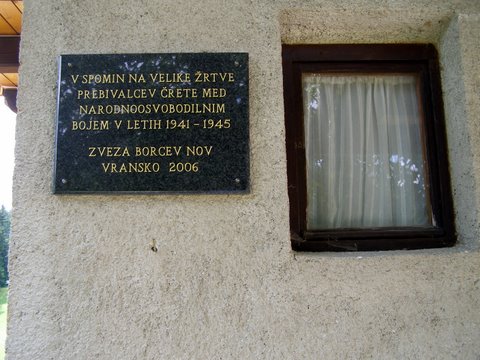 V SPOMIN NA VELIKE ŽRTVE
PREBIVALCEV ČRETE MED
NARODNOOSVOBODILNIM
BOJEM V LETIH 1941 – 1945
ZVEZA BORCEV NOV
VRANSKO 2006